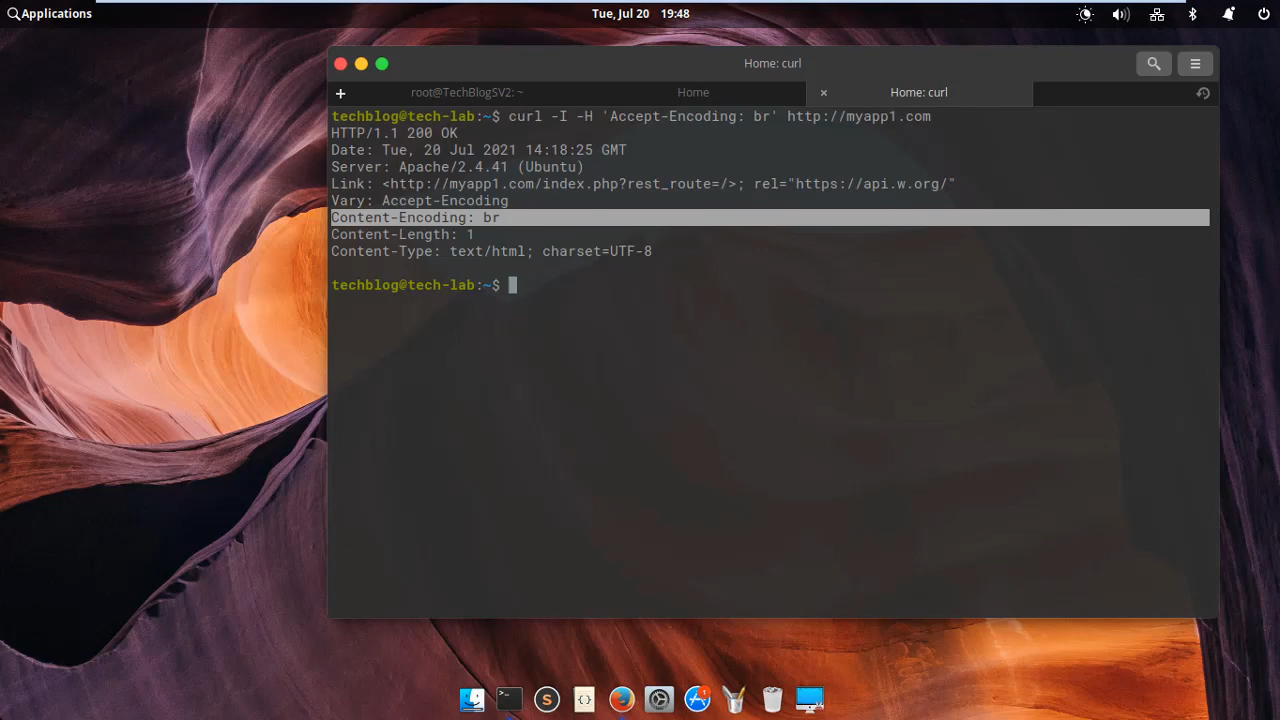 Applications
Tue, Jul 20 19:48
Home: curl
root@TechBlogSV2: ~
Home
Home: curl
techblog@tech-lab:~$ curl -I -H 'Accept-Encoding: br' http://myapp1.com
HTTP/1.1 200 OK
Date: Tue, 20 Jul 2021 14:18:25 GMT
Server: Apache/2.4.41 (Ubuntu)
Link: <http://myapp1.com/index.php?rest_route=/>; rel="https://api.w.org/"
Vary: Accept-Encoding
Content-Encoding: br
Content-Length: 1
Content-Type: text/html; charset=UTF-8
techblog@tech-lab:~$